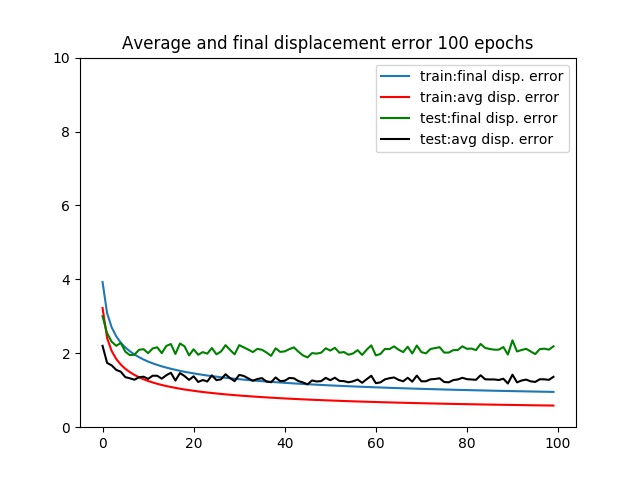 Average and final displacement error 100 epochs
10
8
6
4
2
0
train:final disp. error
train:avg disp. error
test:final disp. error
test:avg disp. error
0 20 40 60 80 100